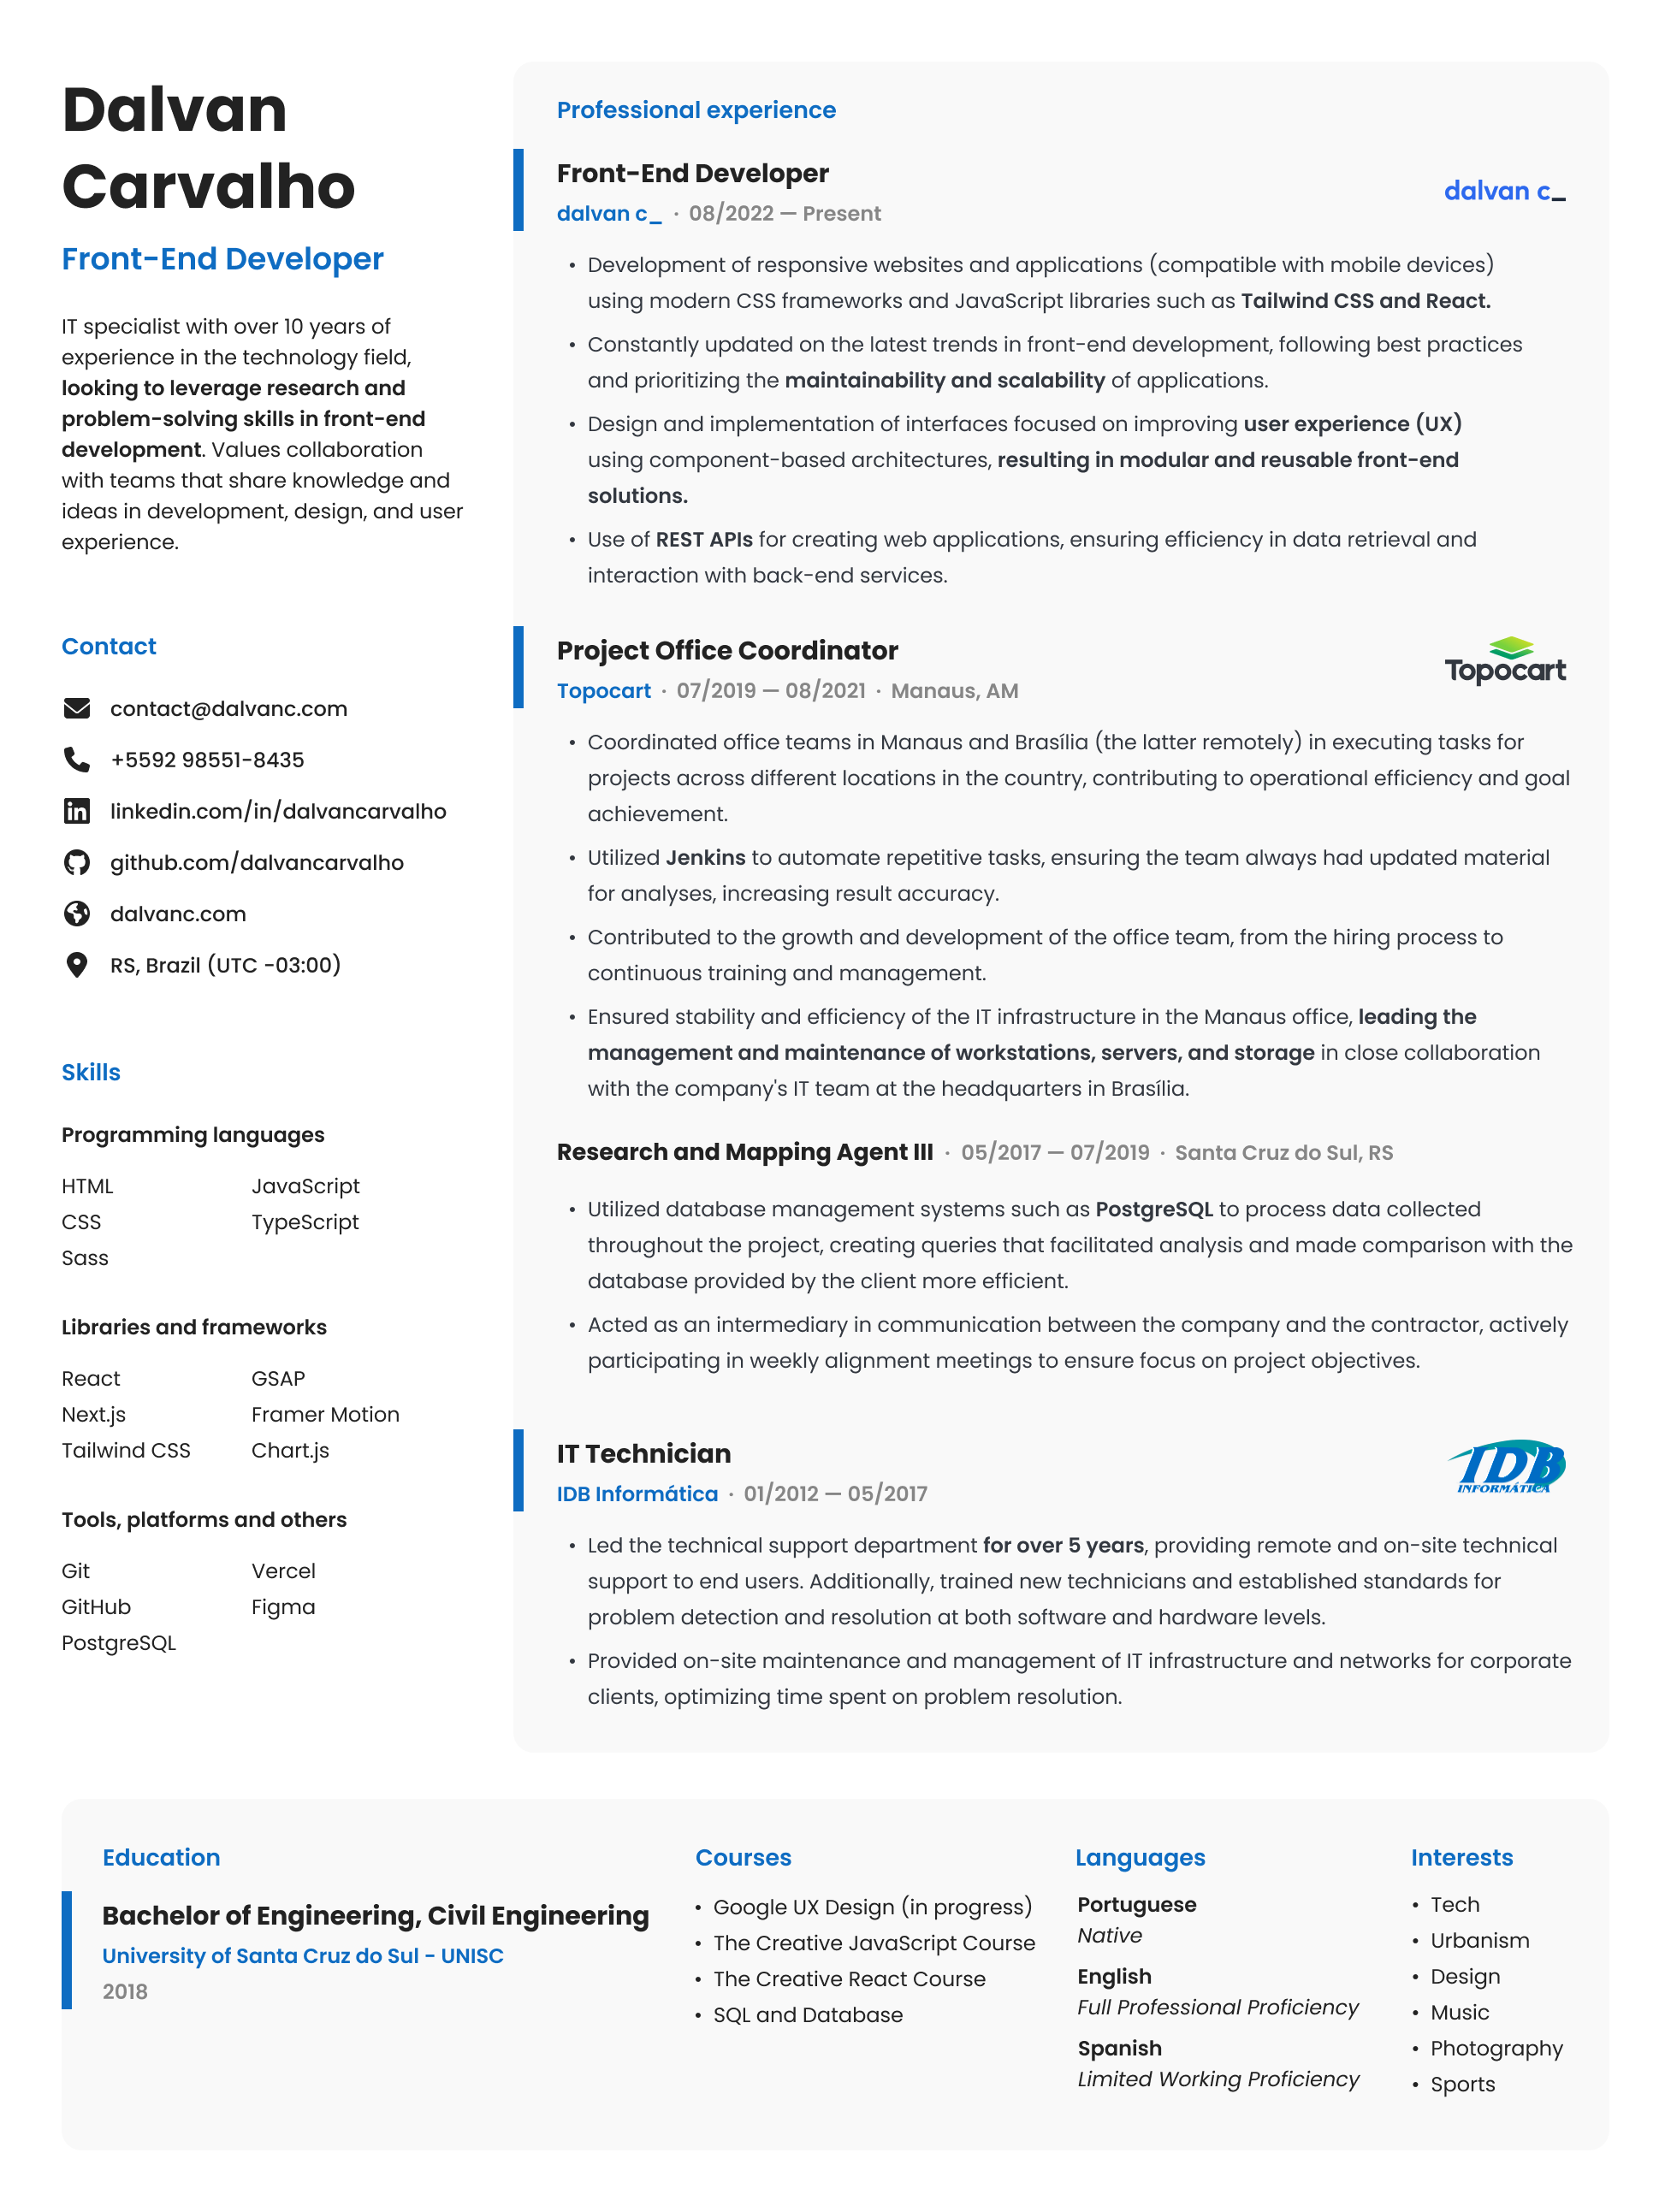 Dalvan
Carvalho
Front-End Developer
IT specialist with over 10 years of
experience in the technology field,
looking to leverage research and
problem-solving skills in front-end
development. Values collaboration
with teams that share knowledge and
ideas in development, design, and user
experience.
Contact
contact@dalvanc.com
+5592 98551-8435
linkedin.com/in/dalvancarvalho
github.com/dalvancarvalho
dalvanc.com
RS, Brazil (UTC -03:00)
Skills
Programming languages
HTML JavaScript
CSS TypeScript
Sass
Libraries and frameworks
React GSAP
Next.js Framer Motion
Tailwind CSS Chart.js
Tools, platforms and others
Git Vercel
GitHub Figma
PostgreSQL
Professional experience
Front-End Developer
dalvan c_ · 08/2022 — Present
dalvan c_
• Development of responsive websites and applications (compatible with mobile devices)
using modern CSS frameworks and JavaScript libraries such as Tailwind CSS and React.
• Constantly updated on the latest trends in front-end development, following best practices
and prioritizing the maintainability and scalability of applications.
• Design and implementation of interfaces focused on improving user experience (UX)
using component-based architectures, resulting in modular and reusable front-end
solutions.
• Use of REST APIs for creating web applications, ensuring efficiency in data retrieval and
interaction with back-end services.
Project Office Coordinator
Topocart · 07/2019 — 08/2021 · Manaus, AM
Topocart
• Coordinated office teams in Manaus and Brasília (the latter remotely) in executing tasks for
projects across different locations in the country, contributing to operational efficiency and goal
achievement.
• Utilized Jenkins to automate repetitive tasks, ensuring the team always had updated material
for analyses, increasing result accuracy.
• Contributed to the growth and development of the office team, from the hiring process to
continuous training and management.
• Ensured stability and efficiency of the IT infrastructure in the Manaus office, leading the
management and maintenance of workstations, servers, and storage in close collaboration
with the company's IT team at the headquarters in Brasília.
Research and Mapping Agent III · 05/2017 — 07/2019 · Santa Cruz do Sul, RS
• Utilized database management systems such as PostgreSQL to process data collected
throughout the project, creating queries that facilitated analysis and made comparison with the
database provided by the client more efficient.
• Acted as an intermediary in communication between the company and the contractor, actively
participating in weekly alignment meetings to ensure focus on project objectives.
IT Technician
IDB Informática · 01/2012 — 05/2017
IDB
INFORMÁTICA
• Led the technical support department for over 5 years, providing remote and on-site technical
support to end users. Additionally, trained new technicians and established standards for
problem detection and resolution at both software and hardware levels.
• Provided on-site maintenance and management of IT infrastructure and networks for corporate
clients, optimizing time spent on problem resolution.
Education
Bachelor of Engineering, Civil Engineering
University of Santa Cruz do Sul - UNISC
2018
Courses
• Google UX Design (in progress)
• The Creative JavaScript Course
• The Creative React Course
• SQL and Database
Languages
Portuguese
Native
English
Full Professional Proficiency
Spanish
Limited Working Proficiency
Interests
• Tech
• Urbanism
• Design
• Music
• Photography
• Sports